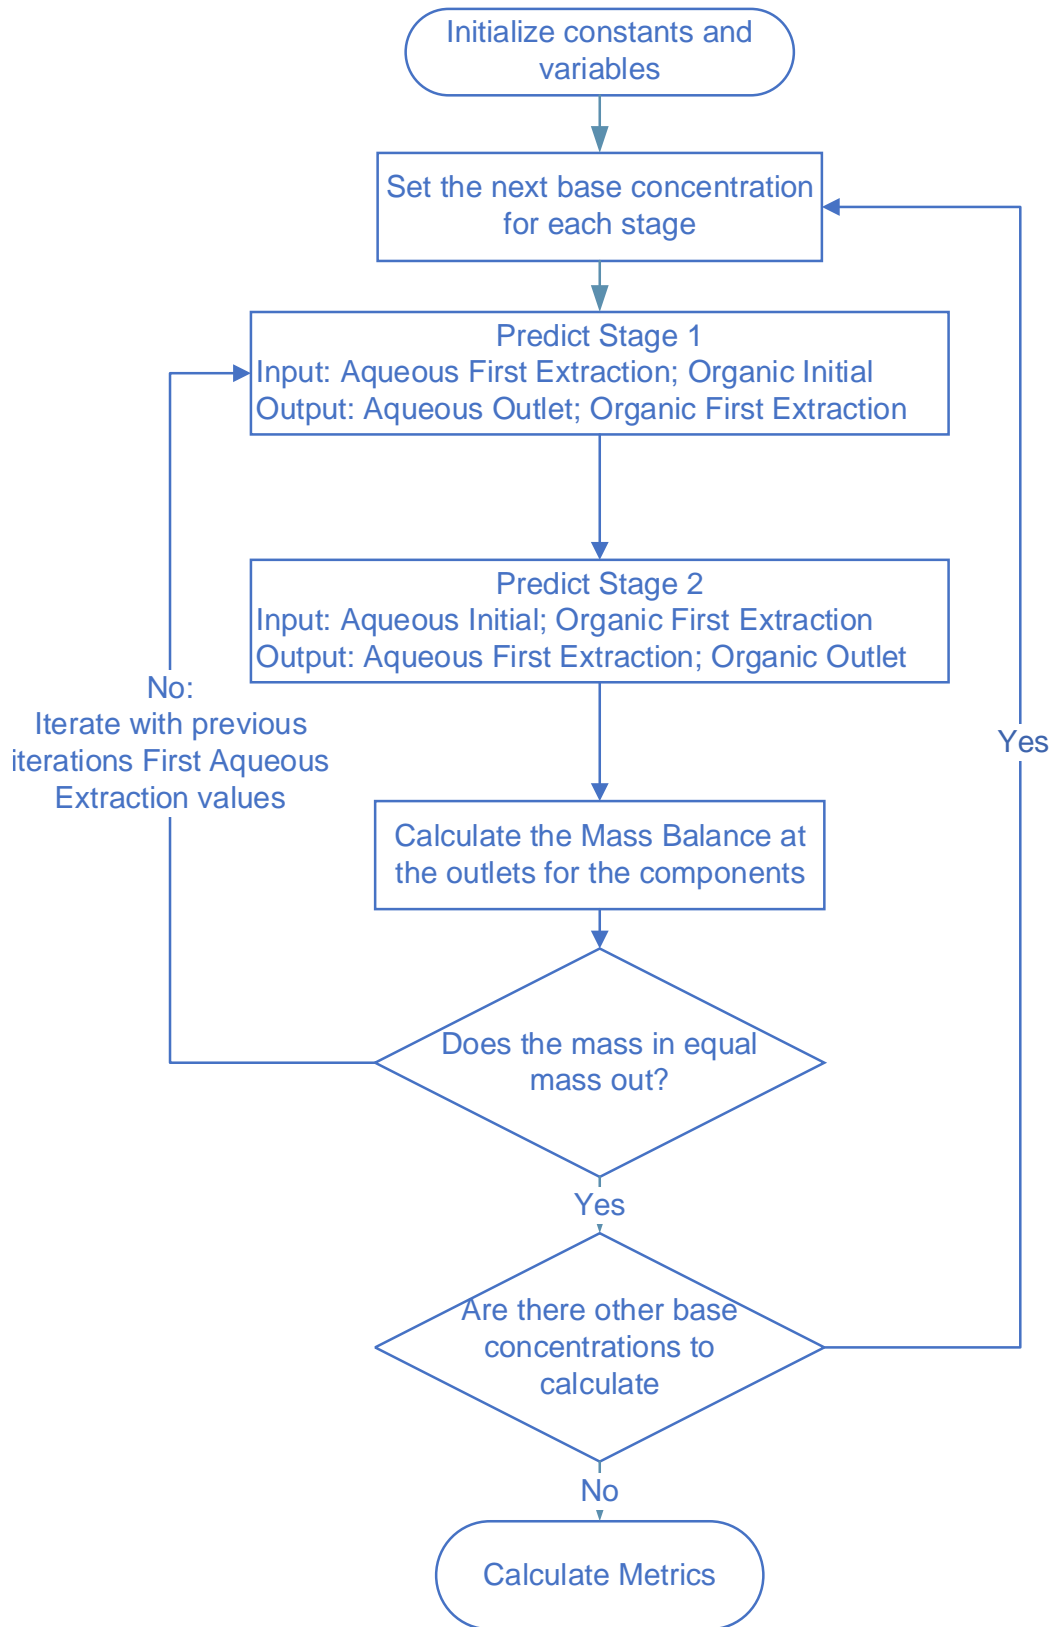 Initialize constants and
variables
Set the next base concentration
for each stage
Predict Stage 1
Input: Aqueous First Extraction; Organic Initial
Output: Aqueous Outlet; Organic First Extraction
Predict Stage 2
Input: Aqueous Initial; Organic First Extraction
Output: Aqueous First Extraction; Organic Outlet
No:
Iterate with previous
iterations First Aqueous
Extraction values
Yes
Calculate the Mass Balance at
the outlets for the components
Does the mass in equal
mass out?
Yes
Are there other base
concentrations to
calculate
No
Calculate Metrics